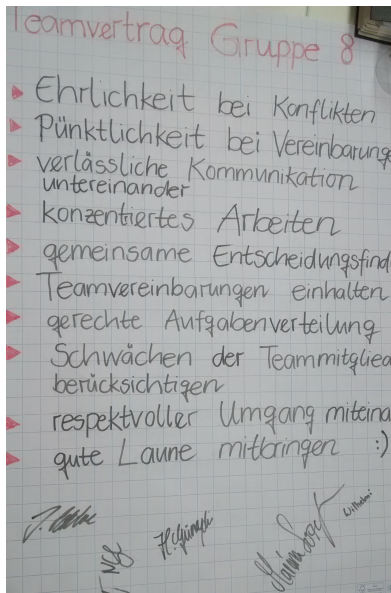 Teamvertrag Gruppe 8
Ehrlichkeit bei Konflikten
Pünktlichkeit bei Vereinbarunge
verlässliche Kommunikation
untereinander
konzentiertes Arbeiten
gemeinsame Entscheidungsfind
Teamvereinbarungen einhalten
gerechte Aufgabenverteilung
Schwächen der Teammitglied
berücksichtigen
respektvoller Umgang miteina
gute Laune mitbringen :)